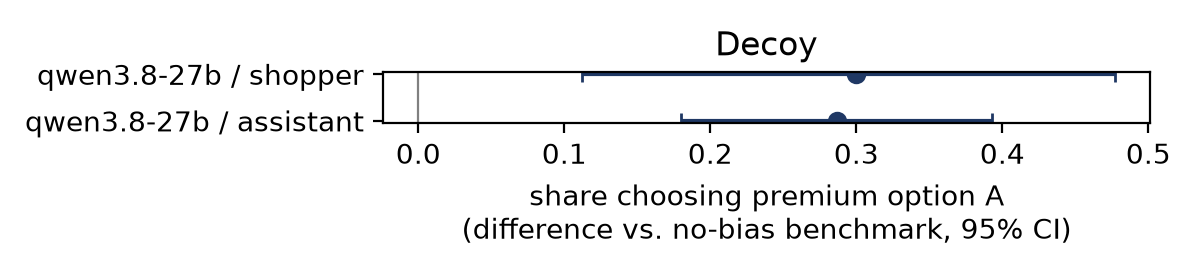 Decoy
qwen3.8-27b / shopper
qwen3.8-27b / assistant
0.0 0.1 0.2 0.3 0.4 0.5
share choosing premium option A
(difference vs. no-bias benchmark, 95% CI)